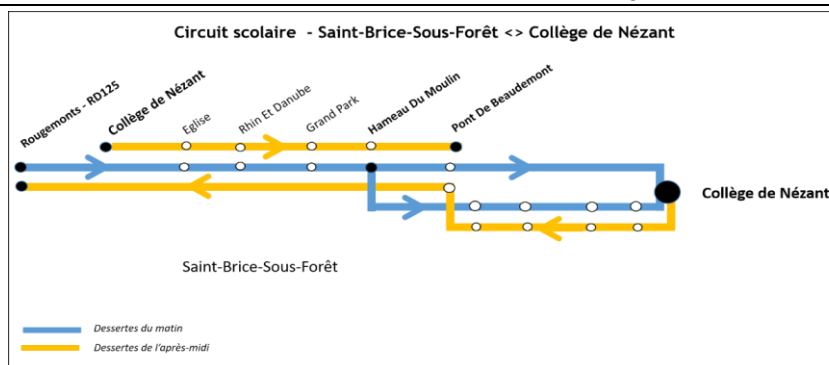 Circuit scolaire - Saint-Brice-Sous-Forêt <> Collège de Nézant
Rougemonts - RD125
Collège de Nézant
Eglise
Rhin Et Danube
Grand Park
Hameau Du Moulin
Pont De Beaudemont
Collège de Nézant
Saint-Brice-Sous-Forêt
Dessertes du matin
Dessertes de l'après-midi